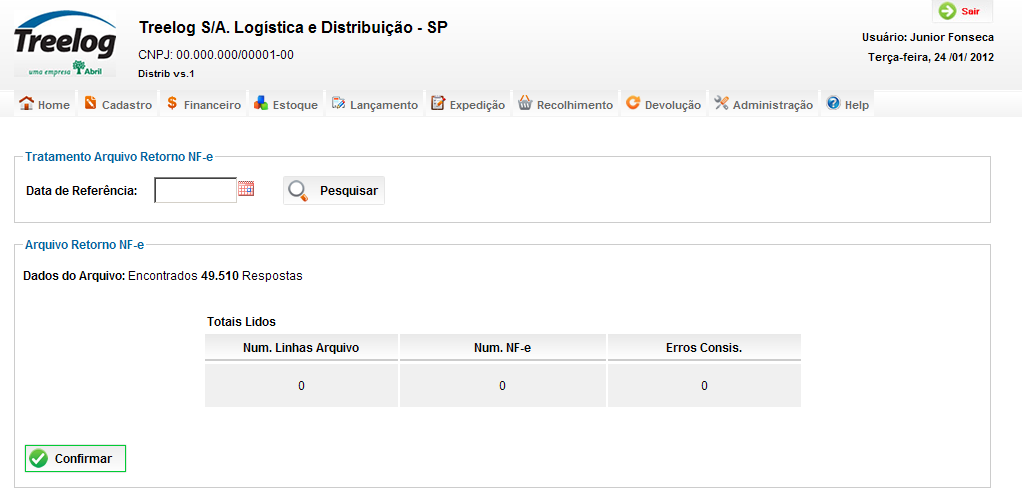 Treelog
uma empresa Abril
Treelog S/A. Logística e Distribuição - SP
CNPJ: 00.000.000/00001-00
Distrib vs.1
Sair
Usuário: Junior Fonseca
Terça-feira, 24 /01/ 2012
Home Cadastro Financeiro Estoque Lançamento Expedição Recolhimento Devolução Administração Help
Tratamento Arquivo Retorno NF-e
Data de Referência: Pesquisar
Arquivo Retorno NF-e
Dados do Arquivo: Encontrados 49.510 Respostas
Totais Lidos
Num. Linhas Arquivo Num. NF-e Erros Consis.
0 0 0
Confirmar